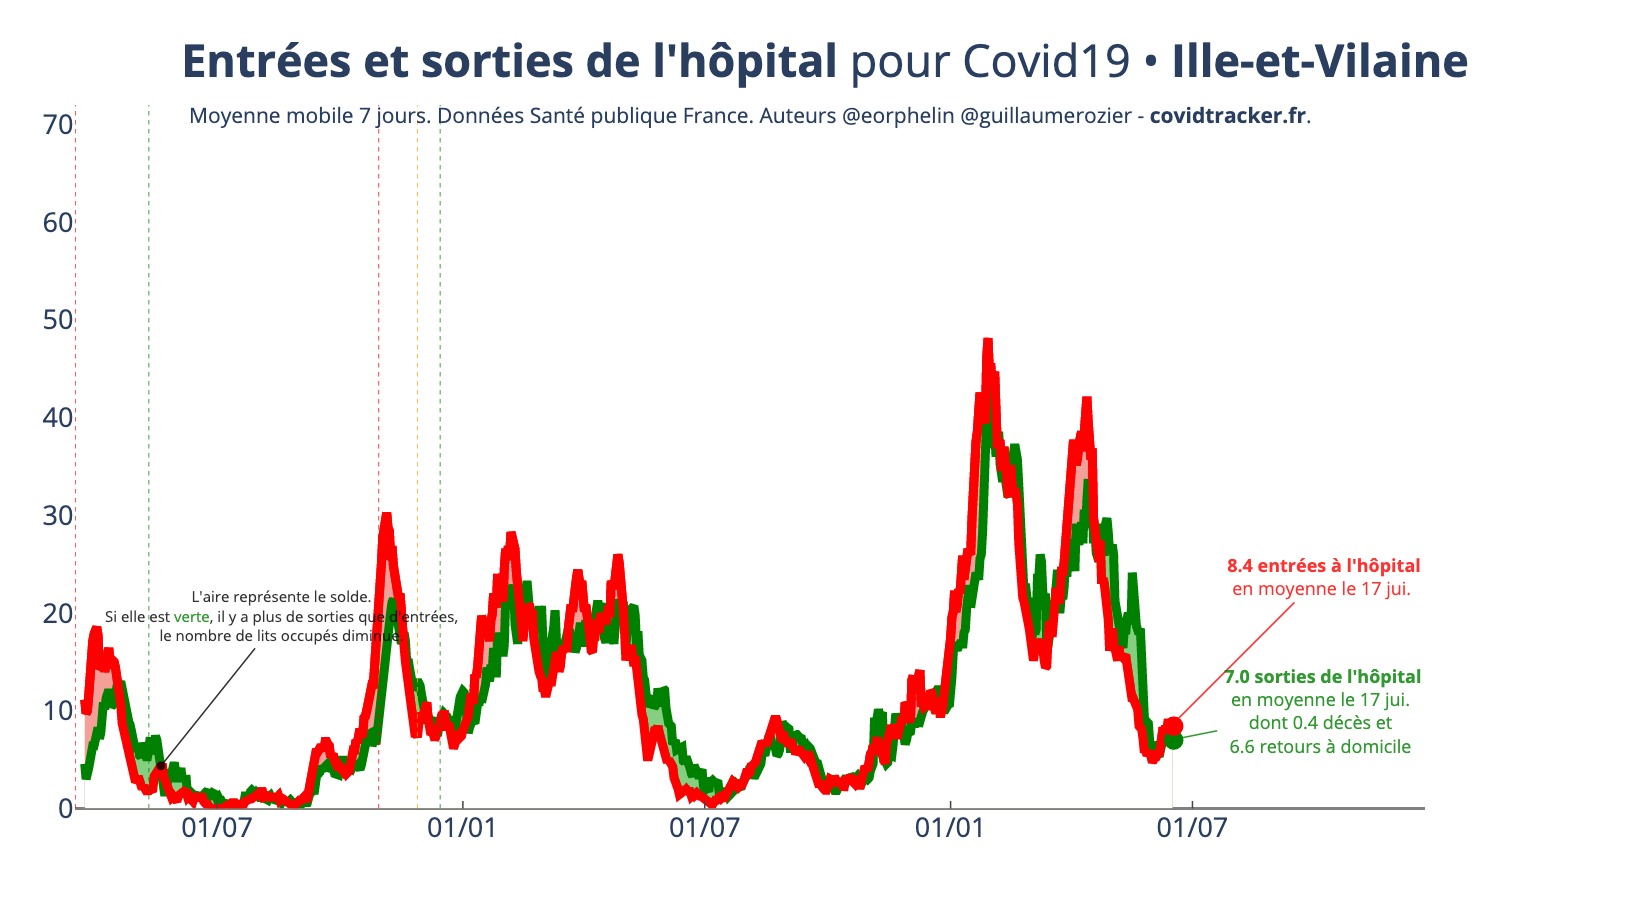 Entrées et sorties de l'hôpital pour Covid19 • Ille-et-Vilaine
Moyenne mobile 7 jours. Données Santé publique France. Auteurs @eorphelin @guillaumerozier - covidtracker.fr.
70
60
50
40
30
20
10
0
L'aire représente le solde.
Si elle est verte, il y a plus de sorties que d'entrées,
le nombre de lits occupés diminue.
8.4 entrées à l'hôpital
en moyenne le 17 jui.
7.0 sorties de l'hôpital
en moyenne le 17 jui.
dont 0.4 décès et
6.6 retours à domicile
01/07
01/01
01/07
01/01
01/07